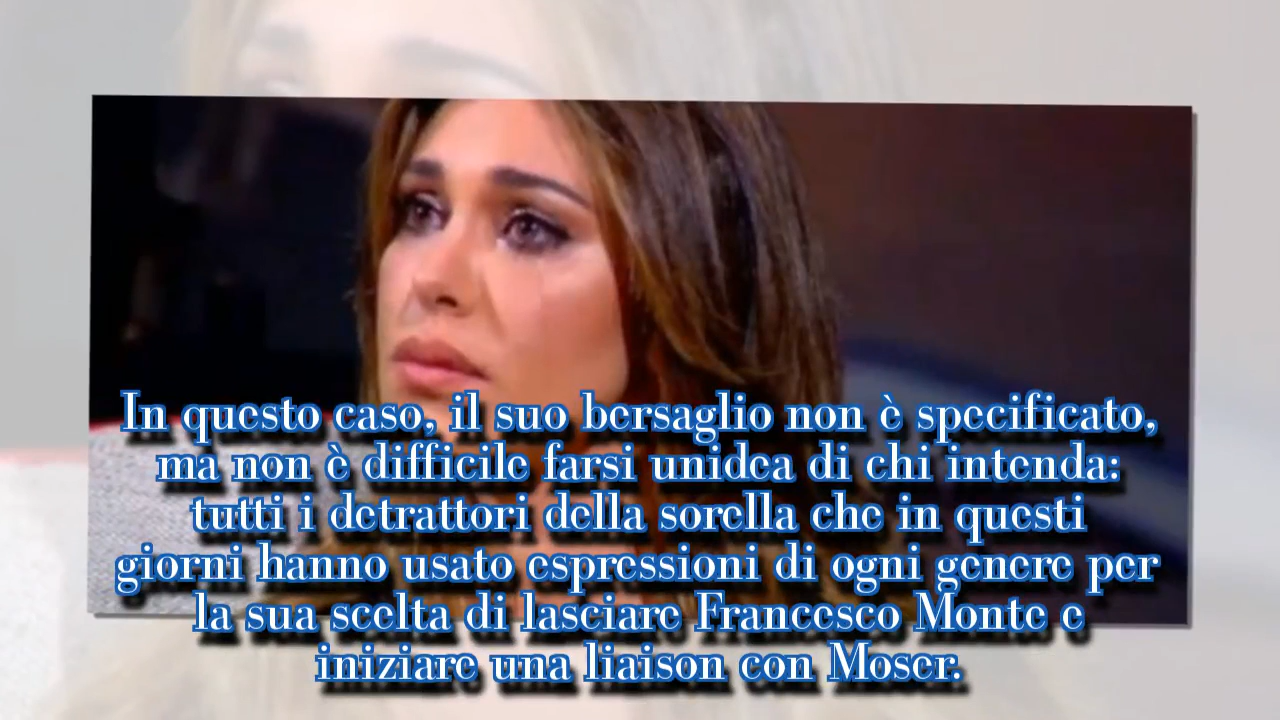 In questo caso, il suo bersaglio non è specificato,
ma non è difficile farsi unidea di chi intenda:
tutti i detrattori della sorella che in questi
giorni hanno usato espressioni di ogni genere per
la sua scelta di lasciare Francesco Monte e
iniziare una liaison con Moser.